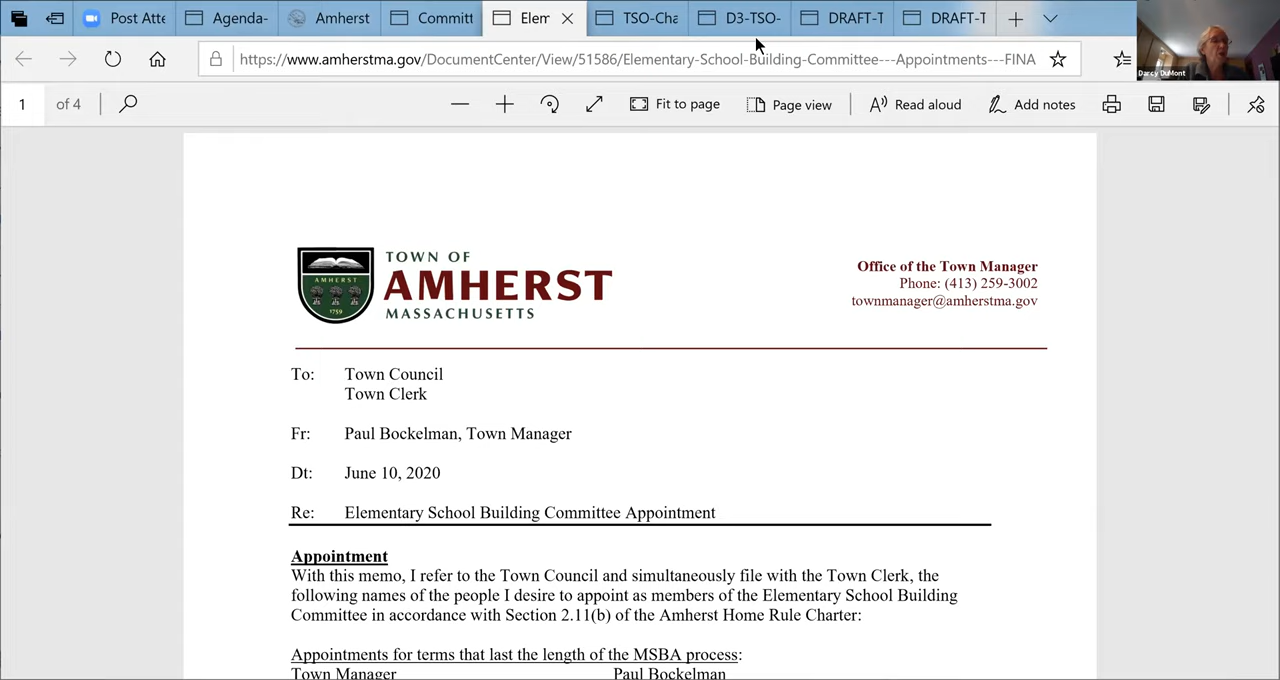 Post Atte
Agenda-
Amherst
Committ
Elem
TSO-Cha
D3-TSO-
DRAFT-T
DRAFT-T
https://www.amherstma.gov/DocumentCenter/View/51586/Elementary-School-Building-Committee---Appointments---FINA
Darcy DuMont
1 of 4
Fit to page
Page view
Read aloud
Add notes
TOWN OF
AMHERST
MASSACHUSETTS
AMHERST
1759
Office of the Town Manager
Phone: (413) 259-3002
townmanager@amherstma.gov
To: Town Council
Town Clerk
Fr: Paul Bockelman, Town Manager
Dt: June 10, 2020
Re: Elementary School Building Committee Appointment
Appointment
With this memo, I refer to the Town Council and simultaneously file with the Town Clerk, the
following names of the people I desire to appoint as members of the Elementary School Building
Committee in accordance with Section 2.11(b) of the Amherst Home Rule Charter:
Appointments for terms that last the length of the MSBA process:
Town Manager Paul Bockelman